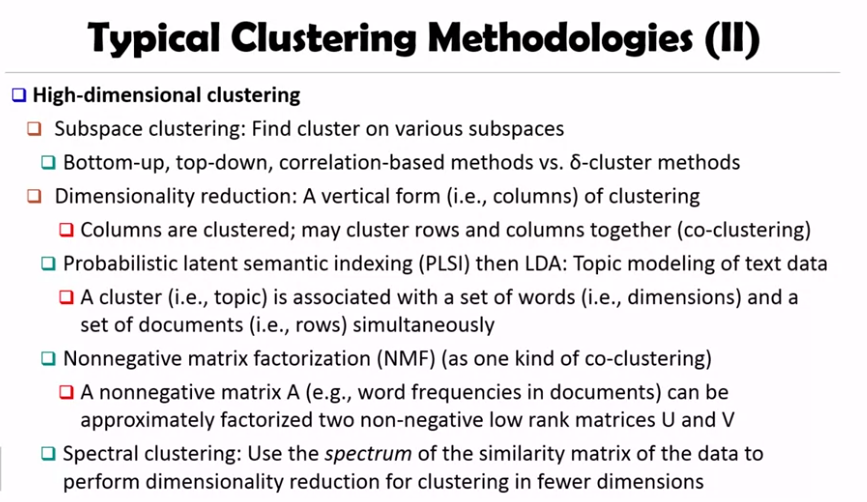 Typical Clustering Methodologies (II)
High-dimensional clustering
Subspace clustering: Find cluster on various subspaces
Bottom-up, top-down, correlation-based methods vs. δ-cluster methods
Dimensionality reduction: A vertical form (i.e., columns) of clustering
Columns are clustered; may cluster rows and columns together (co-clustering)
Probabilistic latent semantic indexing (PLSI) then LDA: Topic modeling of text data
A cluster (i.e., topic) is associated with a set of words (i.e., dimensions) and a
set of documents (i.e., rows) simultaneously
Nonnegative matrix factorization (NMF) (as one kind of co-clustering)
A nonnegative matrix A (e.g., word frequencies in documents) can be
approximately factorized two non-negative low rank matrices U and V
Spectral clustering: Use the spectrum of the similarity matrix of the data to
perform dimensionality reduction for clustering in fewer dimensions